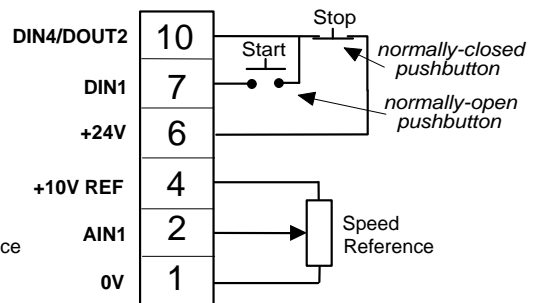 Stop
DIN4/DOUT2 10
Start
normally-closed
pushbutton
DIN1 7
normally-open
pushbutton
+24V 6
+10V REF 4
AIN1 2
Speed
Reference
ce
0V 1